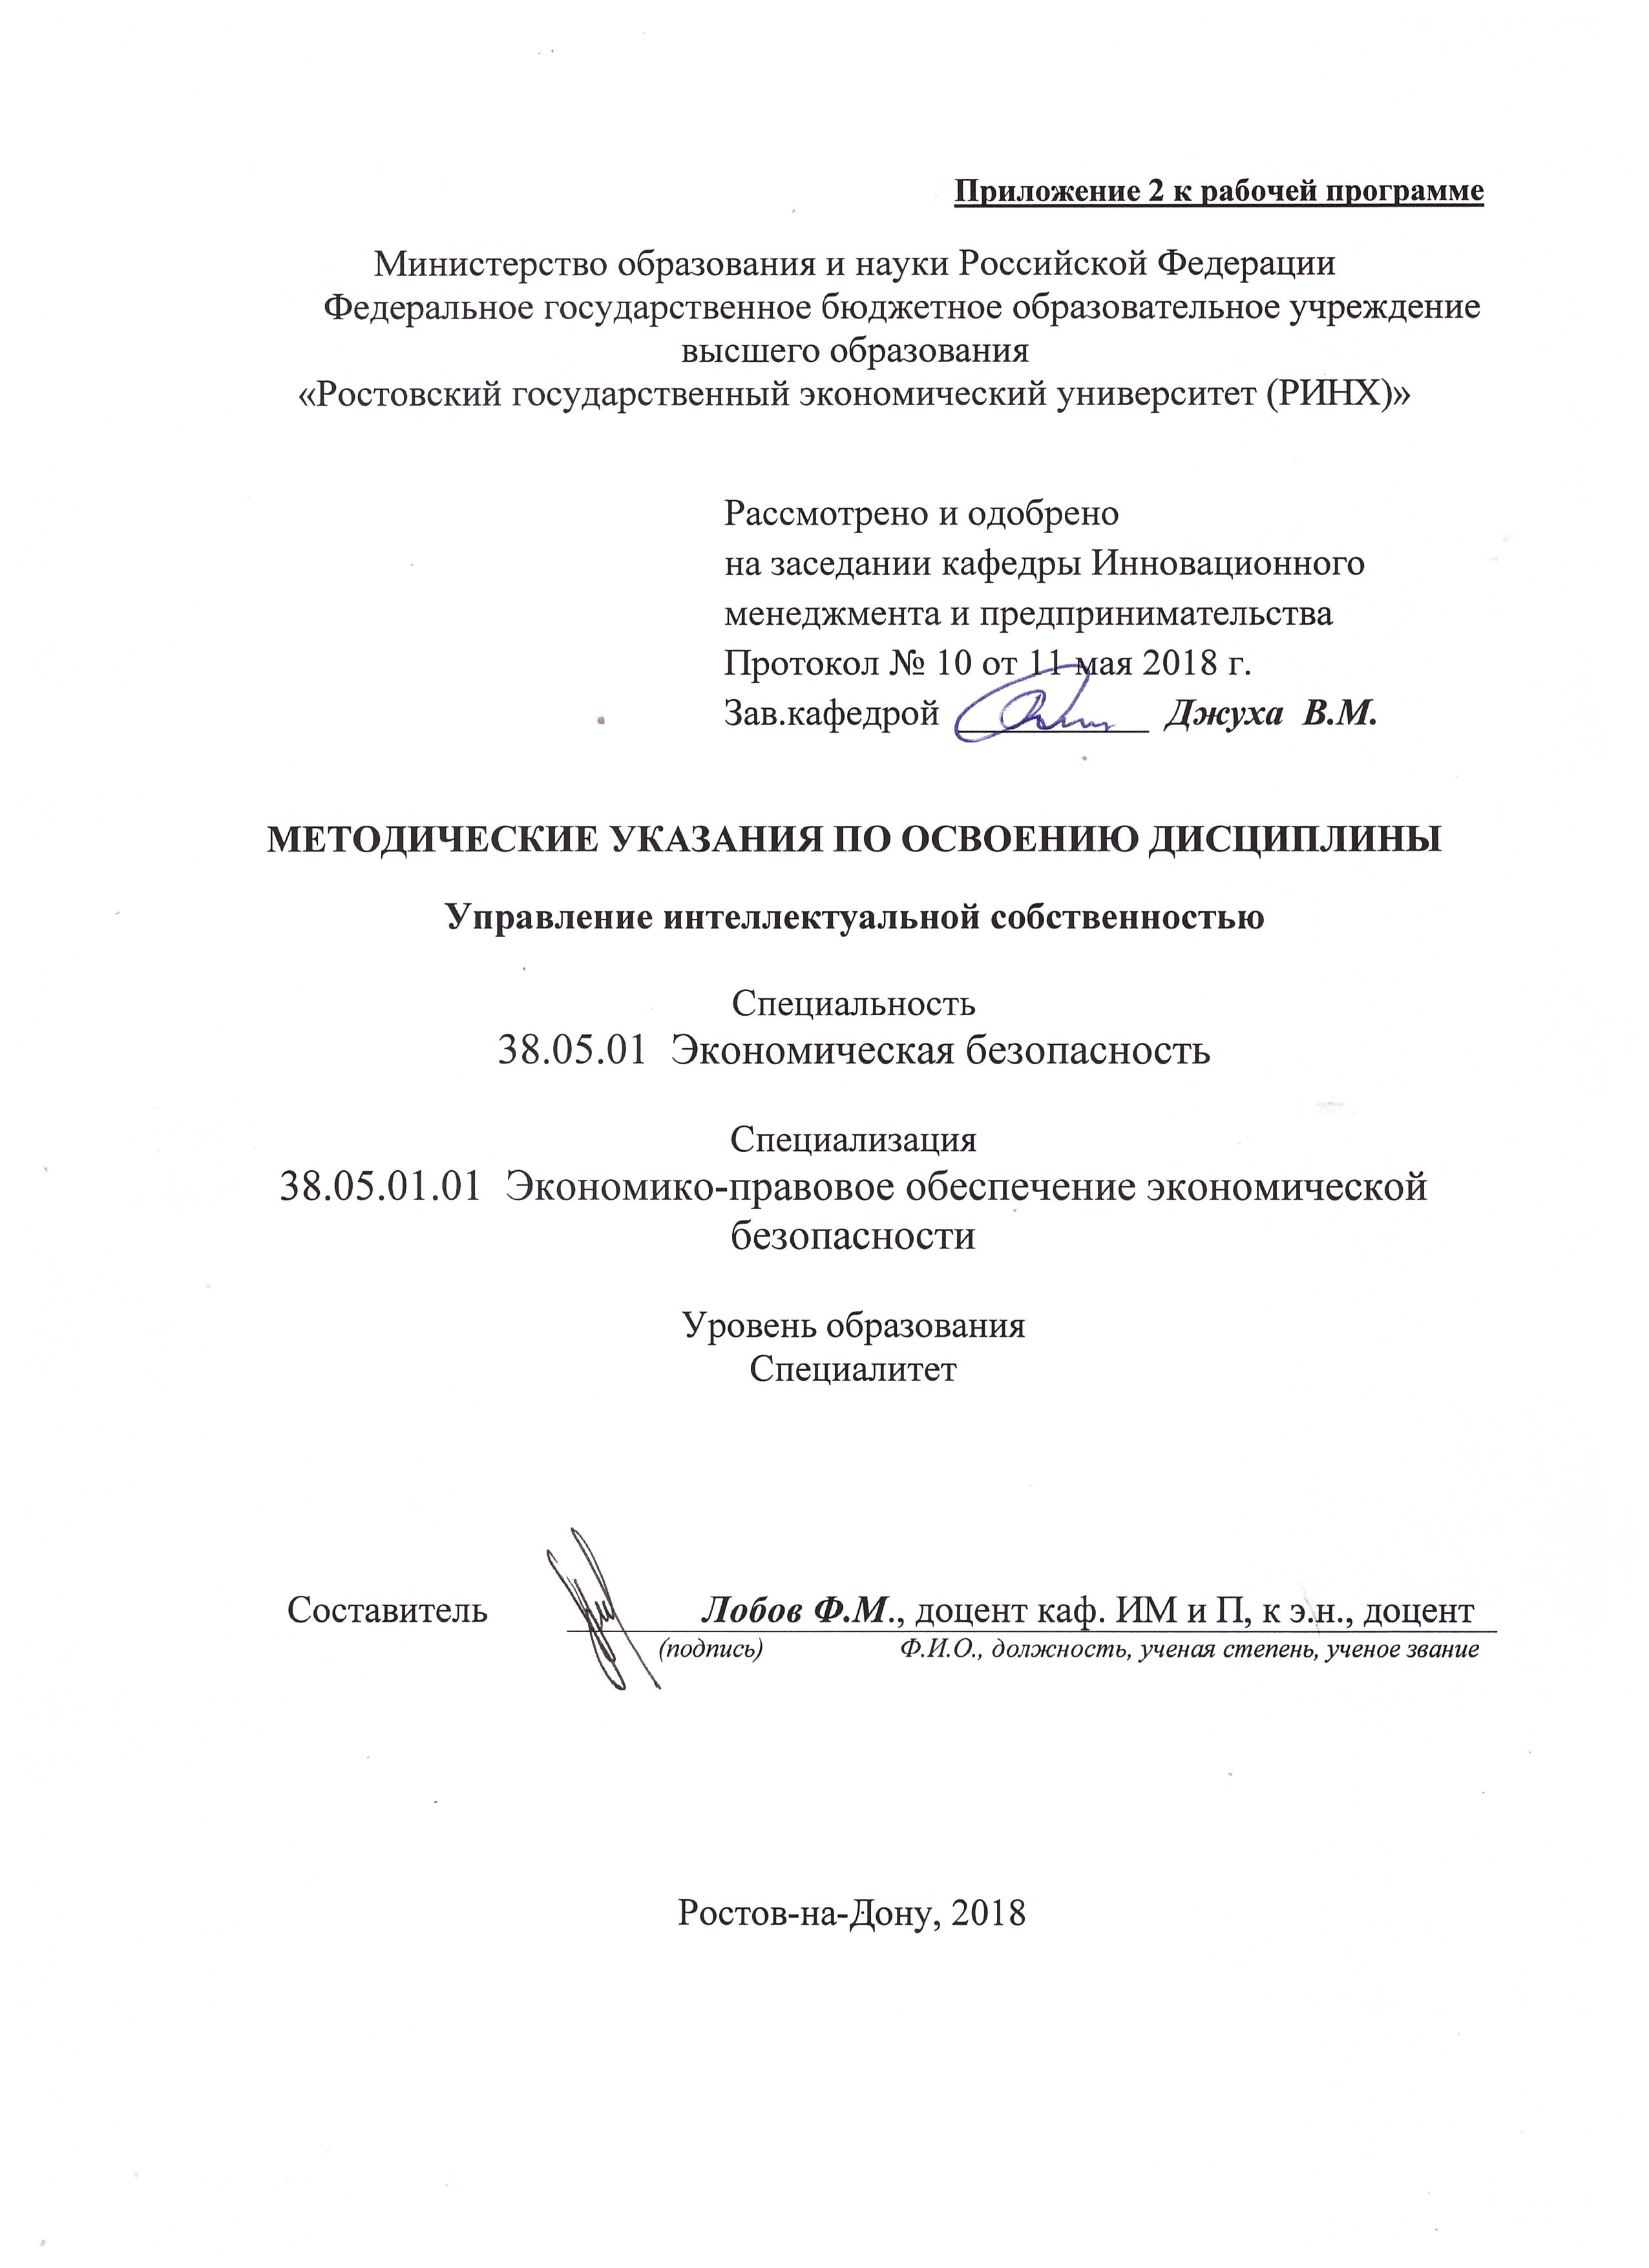 Приложение 2 к рабочей программе
Министерство образования и науки Российской Федерации
Федеральное государственное бюджетное образовательное учреждение
высшего образования
«Ростовский государственный экономический университет (РИНХ)»
Рассмотрено и одобрено
на заседании кафедры Инновационного
менеджмента и предпринимательства
Протокол № 10 от 11 мая 2018 г.
Зав.кафедрой __________ Джуха В.М.
МЕТОДИЧЕСКИЕ УКАЗАНИЯ ПО ОСВОЕНИЮ ДИСЦИПЛИНЫ
Управление интеллектуальной собственностью
Специальность
38.05.01 Экономическая безопасность
Специализация
38.05.01.01 Экономико-правовое обеспечение экономической
безопасности
Уровень образования
Специалитет
Составитель Лобов Ф.М., доцент каф. ИМ и П, к э.н., доцент
(подпись) Ф.И.О., должность, ученая степень, ученое звание
Ростов-на-Дону, 2018